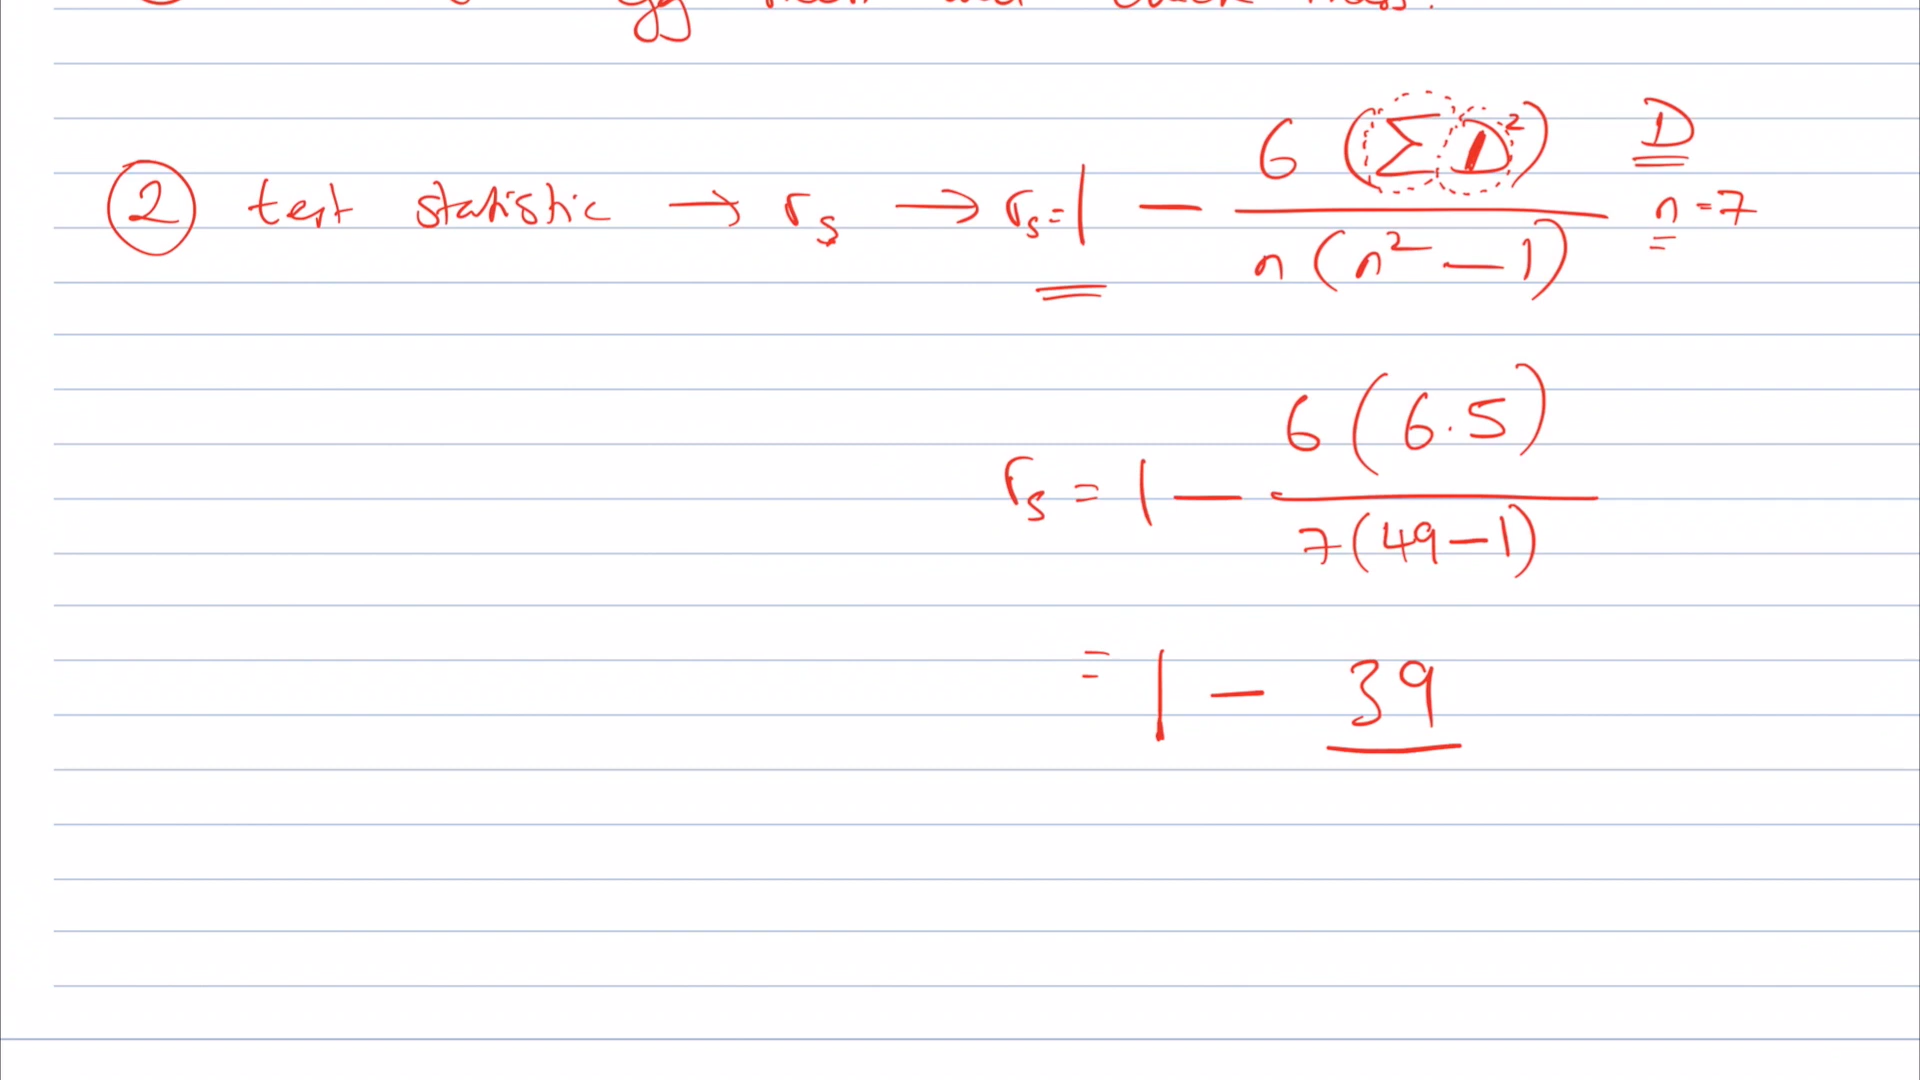 ② test statistic → rₛ → rₛ = 1 − 6 (∑ D²) / n(n² − 1) D n = 7
rₛ = 1 − 6(6.5) / 7(49−1)
= 1 − 39